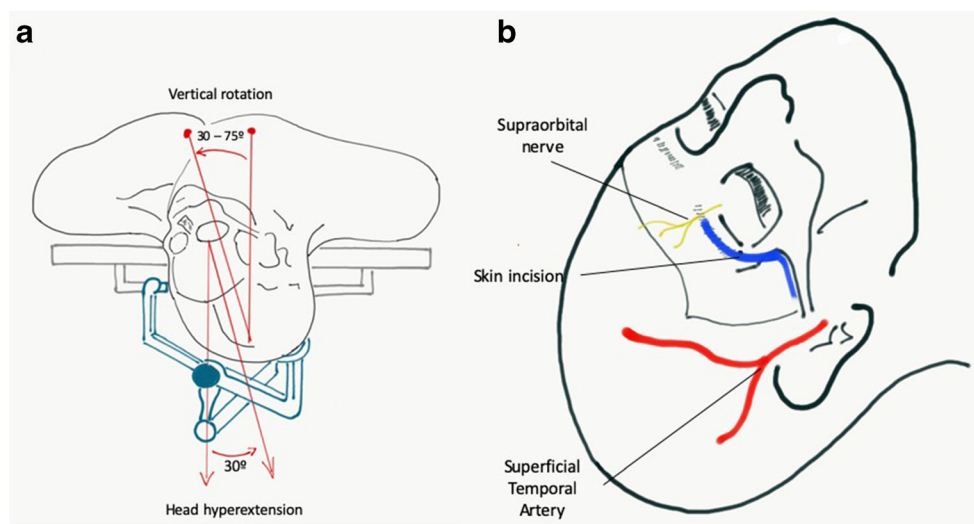 a
Vertical rotation
30 – 75º
30º
Head hyperextension
b
Supraorbital
nerve
Skin incision
Superficial
Temporal
Artery